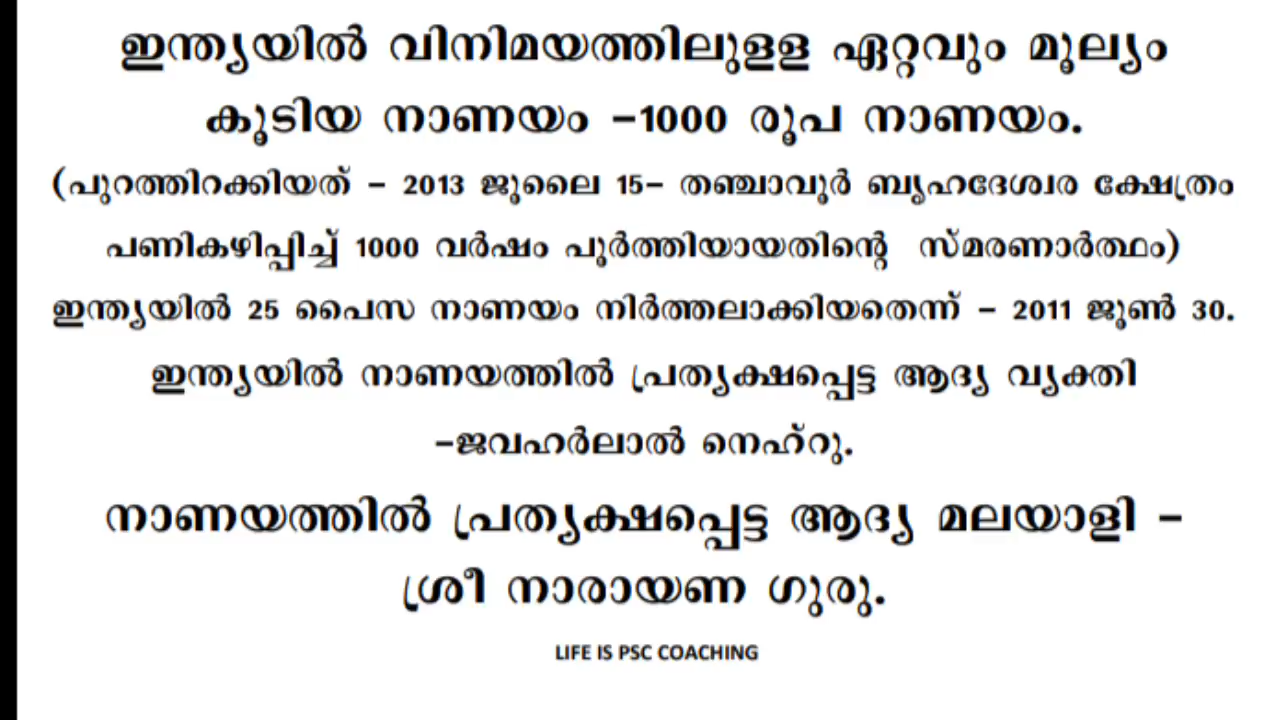 ഇന്ത്യയിൽ വിനിമയത്തിലുളള ഏറ്റവും മൂല്യം
കൂടിയ നാണയം -1000 രൂപ നാണയം.
(പുറത്തിറക്കിയത് - 2013 ജൂലൈ 15- തഞ്ചാവൂർ ബൃഹദേശ്വര ക്ഷേത്രം
പണികഴിപ്പിച്ച് 1000 വർഷം പൂർത്തിയായതിന്റെ സ്മരണാർത്ഥം)
ഇന്ത്യയിൽ 25 പൈസ നാണയം നിർത്തലാക്കിയതെന്ന് - 2011 ജൂൺ 30.
ഇന്ത്യയിൽ നാണയത്തിൽ പ്രത്യക്ഷപ്പെട്ട ആദ്യ വ്യക്തി
-ജവഹർലാൽ നെഹ്റു.
നാണയത്തിൽ പ്രത്യക്ഷപ്പെട്ട ആദ്യ മലയാളി -
ശ്രീ നാരായണ ഗുരു.
LIFE IS PSC COACHING